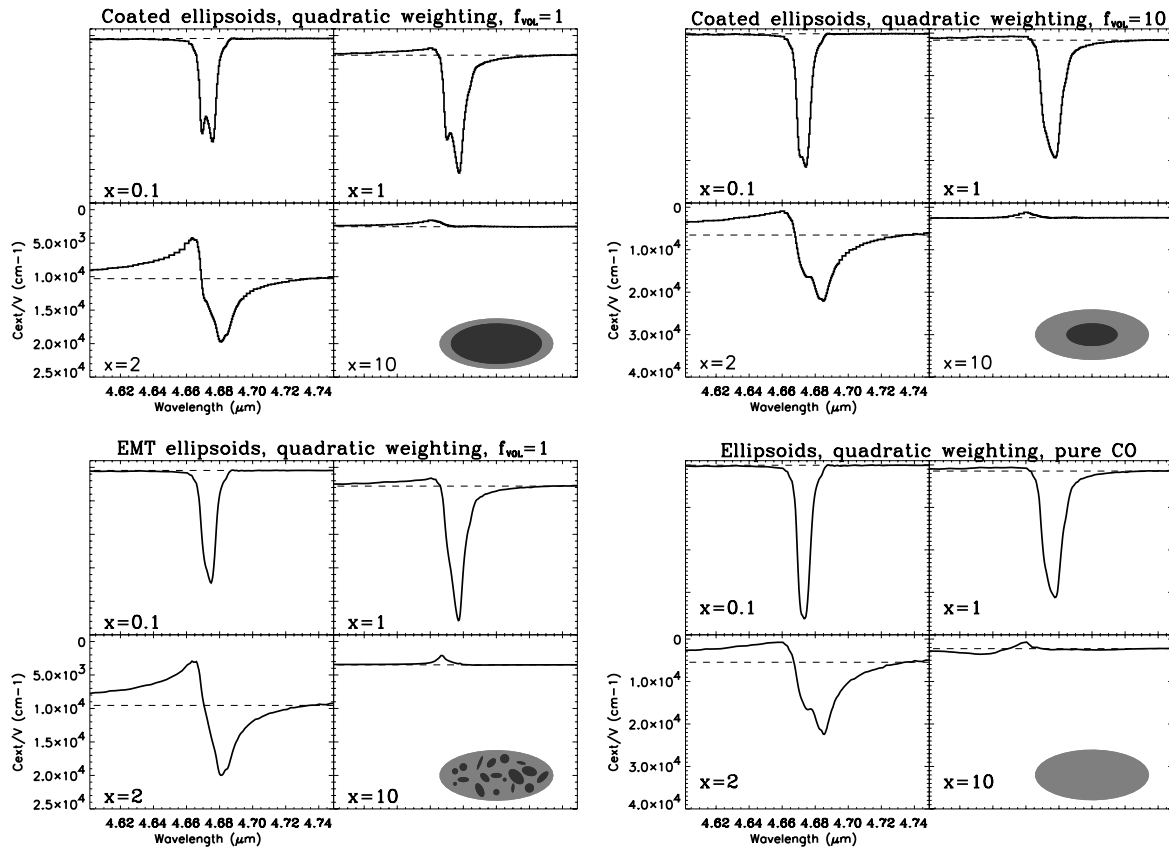 Coated ellipsoids, quadratic weighting, fVOL=1
x=0.1
x=1
0
5.0×10³
1.0×10⁴
1.5×10⁴
2.0×10⁴
2.5×10⁴
Cext/V (cm-1)
x=2
x=10
4.62 4.64 4.66 4.68 4.70 4.72 4.74
Wavelength (μm)
Coated ellipsoids, quadratic weighting, fVOL=10
x=0.1
x=1
0
1.0×10⁴
2.0×10⁴
3.0×10⁴
4.0×10⁴
Cext/V (cm-1)
x=2
x=10
4.62 4.64 4.66 4.68 4.70 4.72 4.74
Wavelength (μm)
EMT ellipsoids, quadratic weighting, fVOL=1
x=0.1
x=1
0
5.0×10³
1.0×10⁴
1.5×10⁴
2.0×10⁴
2.5×10⁴
Cext/V (cm-1)
x=2
x=10
4.62 4.64 4.66 4.68 4.70 4.72 4.74
Wavelength (μm)
Ellipsoids, quadratic weighting, pure CO
x=0.1
x=1
0
1.0×10⁴
2.0×10⁴
3.0×10⁴
4.0×10⁴
Cext/V (cm-1)
x=2
x=10
4.62 4.64 4.66 4.68 4.70 4.72 4.74
Wavelength (μm)